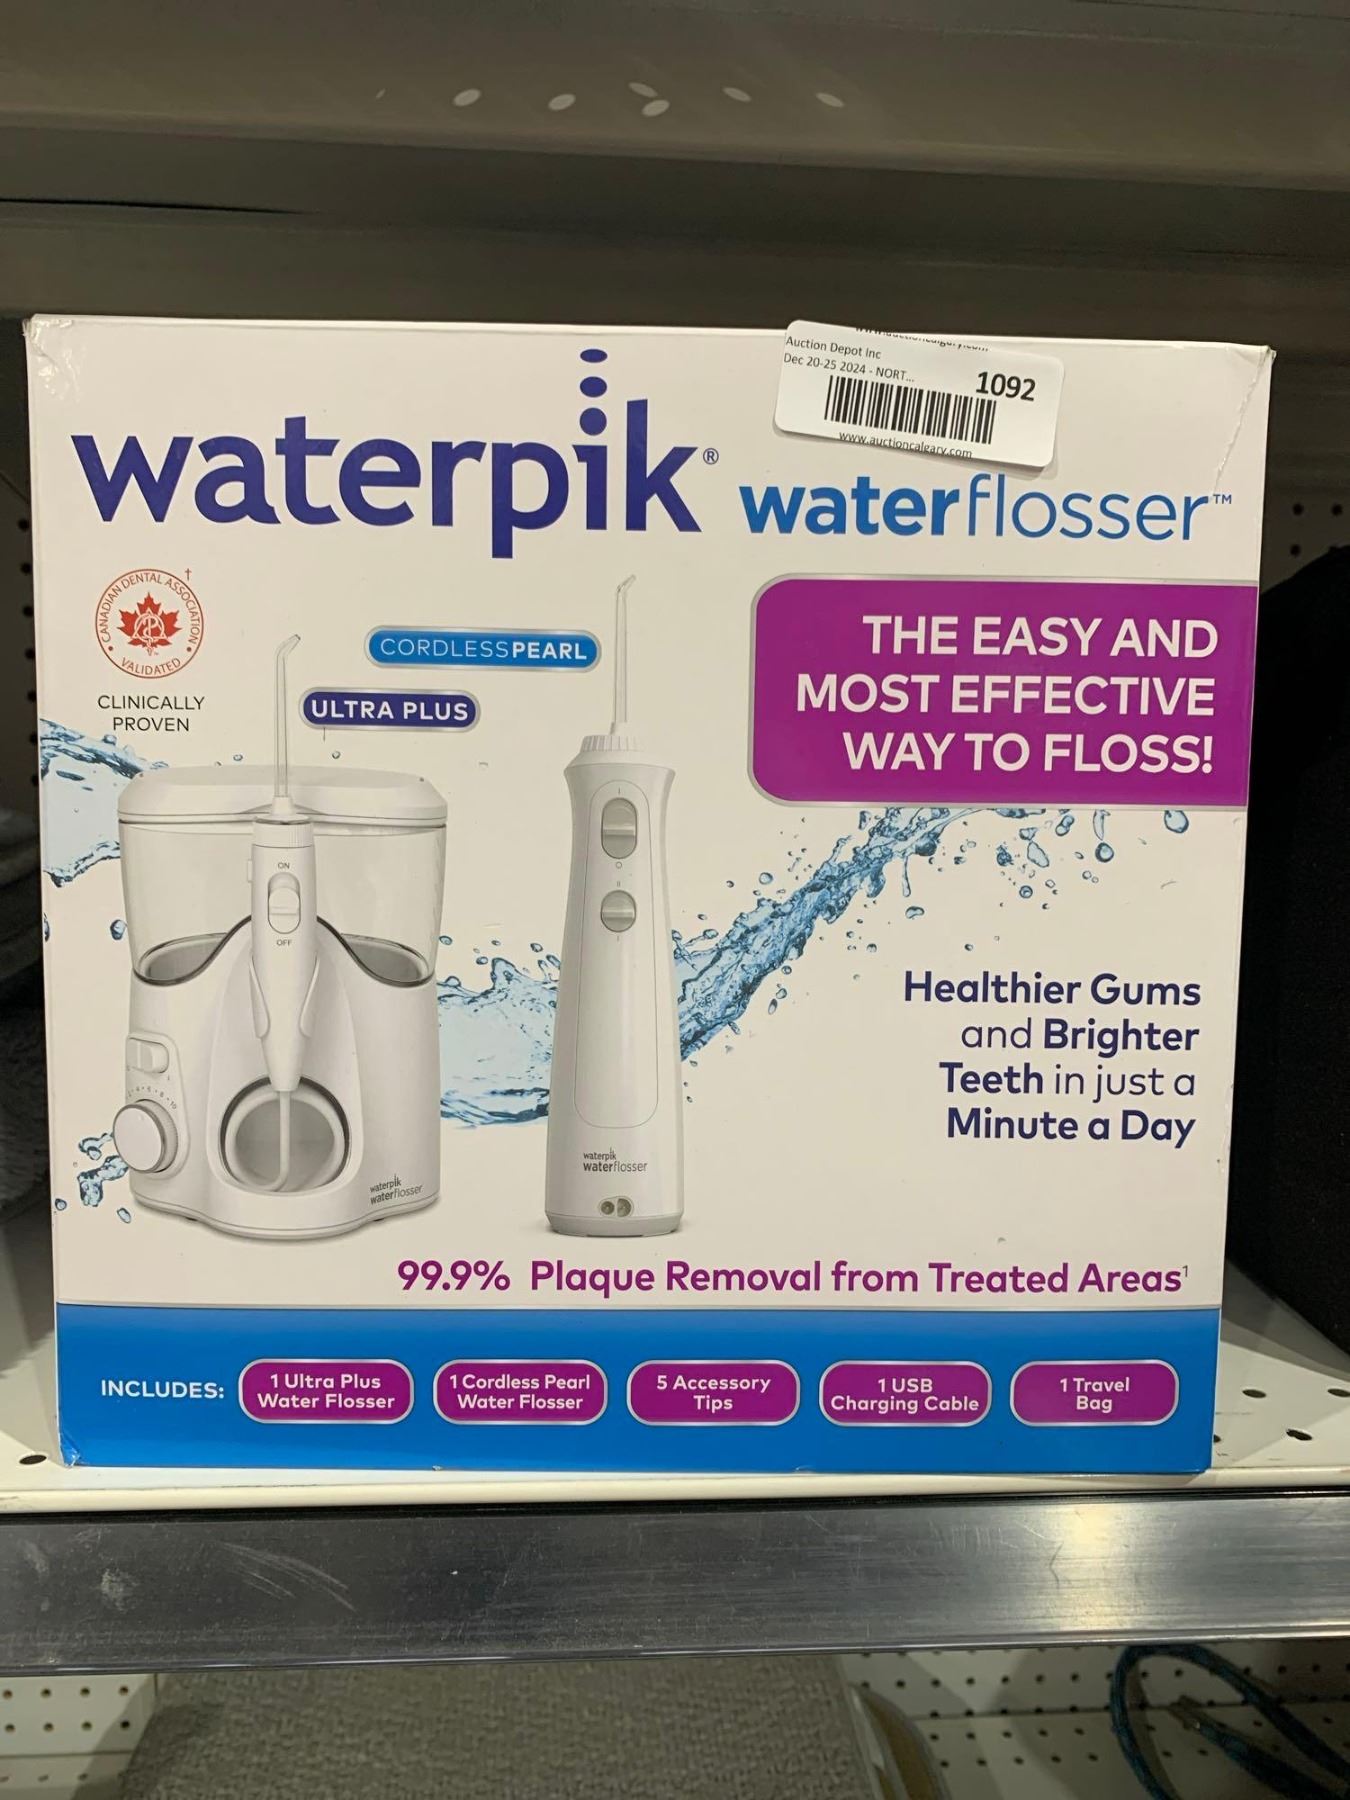 Auction Depot Inc
Dec 20-25 2024 - NORT...
1092
www.auctioncalgary.com
waterpik®
waterflosser™
CANADIAN DENTAL ASSOCIATION
VALIDATED
†
CLINICALLY
PROVEN
CORDLESSPEARL
ULTRA PLUS
THE EASY AND
MOST EFFECTIVE
WAY TO FLOSS!
ON
OFF
Healthier Gums
and Brighter
Teeth in just a
Minute a Day
waterpik
waterflosser
waterpik
waterflosser
99.9% Plaque Removal from Treated Areas¹
INCLUDES:
1 Ultra Plus
Water Flosser
1 Cordless Pearl
Water Flosser
5 Accessory
Tips
1 USB
Charging Cable
1 Travel
Bag